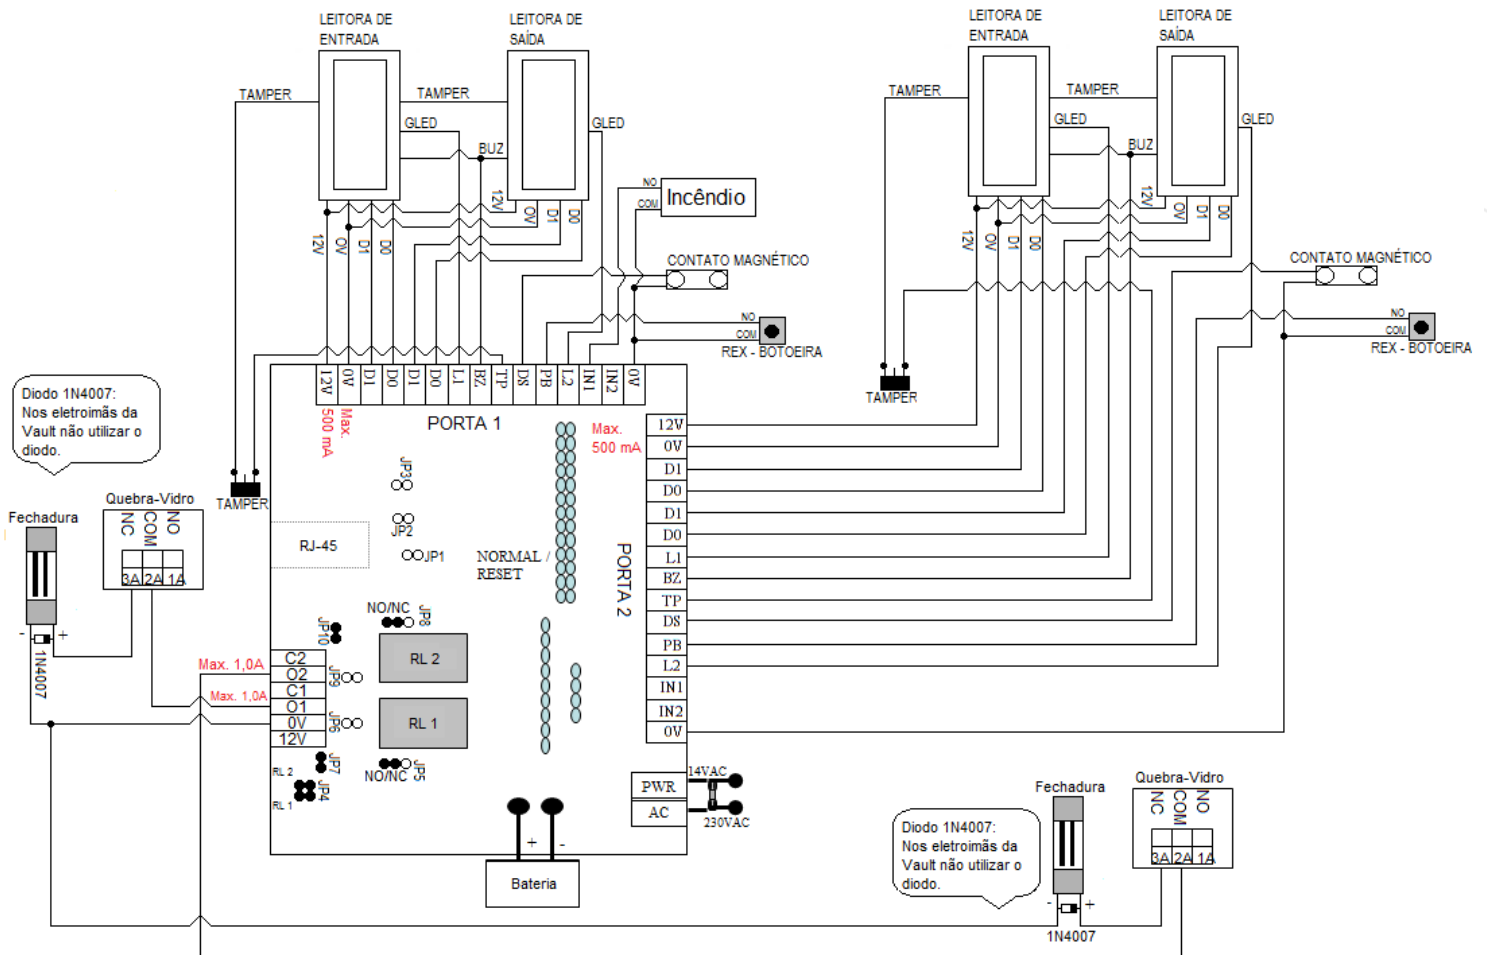 LEITORA DE
ENTRADA
LEITORA DE
SAÍDA
TAMPER
TAMPER
GLED
GLED
BUZ
12V
0V
D1
D0
12V
0V
D1
D0
NO
COM
Incêndio
CONTATO MAGNÉTICO
NO
COM
REX - BOTOEIRA
LEITORA DE
ENTRADA
LEITORA DE
SAÍDA
TAMPER
TAMPER
GLED
GLED
BUZ
12V
0V
D1
D0
12V
0V
D1
D0
CONTATO MAGNÉTICO
NO
COM
REX - BOTOEIRA
TAMPER
12V
0V
D1
D0
D1
D0
L1
BZ
TP
DS
PB
L2
IN1
IN2
0V
Max.
500 mA
PORTA 1
Max.
500 mA
12V
0V
D1
D0
D1
D0
L1
BZ
TP
DS
PB
L2
IN1
IN2
0V
PORTA 2
Diodo 1N4007:
Nos eletroimãs da
Vault não utilizar o
diodo.
TAMPER
Fechadura
Quebra-Vidro
NC
COM
NO
3A
2A
1A
-
+
1N4007
RJ-45
JP3
JP2
JP1
NORMAL /
RESET
NO/NC
JP8
JP10
RL 2
JP9
RL 1
JP6
NO/NC
JP5
JP7
JP4
RL 2
RL 1
Max. 1,0A
Max. 1,0A
C2
O2
C1
O1
0V
12V
PWR
AC
14VAC
230VAC
+
-
Bateria
Diodo 1N4007:
Nos eletroimãs da
Vault não utilizar o
diodo.
Fechadura
Quebra-Vidro
NC
COM
NO
3A
2A
1A
-
+
1N4007